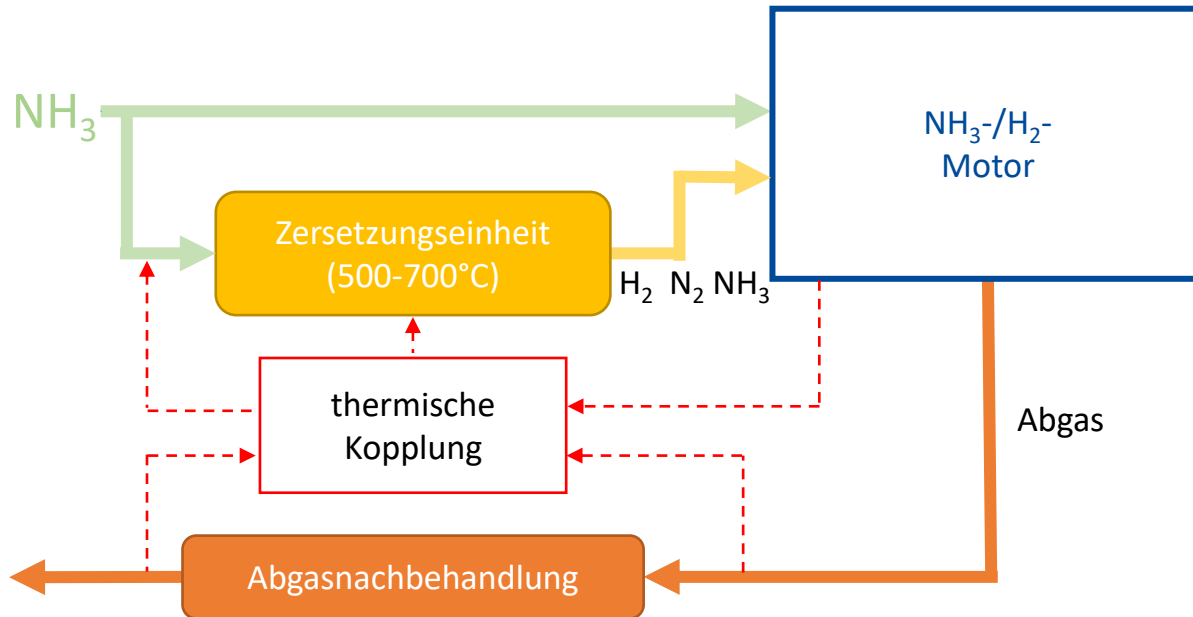 NH₃
NH₃-/H₂-
Motor
Zersetzungseinheit
(500-700°C)
H₂ N₂ NH₃
thermische
Kopplung
Abgas
Abgasnachbehandlung